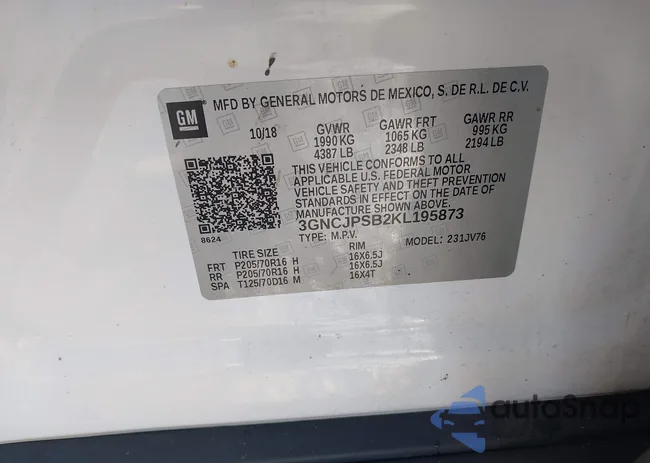 MFD BY GENERAL MOTORS DE MEXICO, S. DE R.L. DE C.V.
GM
10/18 GVWR GAWR FRT GAWR RR
1990 KG 1065 KG 995 KG
4387 LB 2348 LB 2194 LB
THIS VEHICLE CONFORMS TO ALL
APPLICABLE U.S. FEDERAL MOTOR
VEHICLE SAFETY AND THEFT PREVENTION
STANDARDS IN EFFECT ON THE DATE OF
MANUFACTURE SHOWN ABOVE.
3GNCJPSB2KL195873
8624 TYPE: M.P.V. MODEL: 231JV76
TIRE SIZE RIM
FRT P205/70R16 H 16X6.5J
RR P205/70R16 H 16X6.5J
SPA T125/70D16 M 16X4T
autoSnap